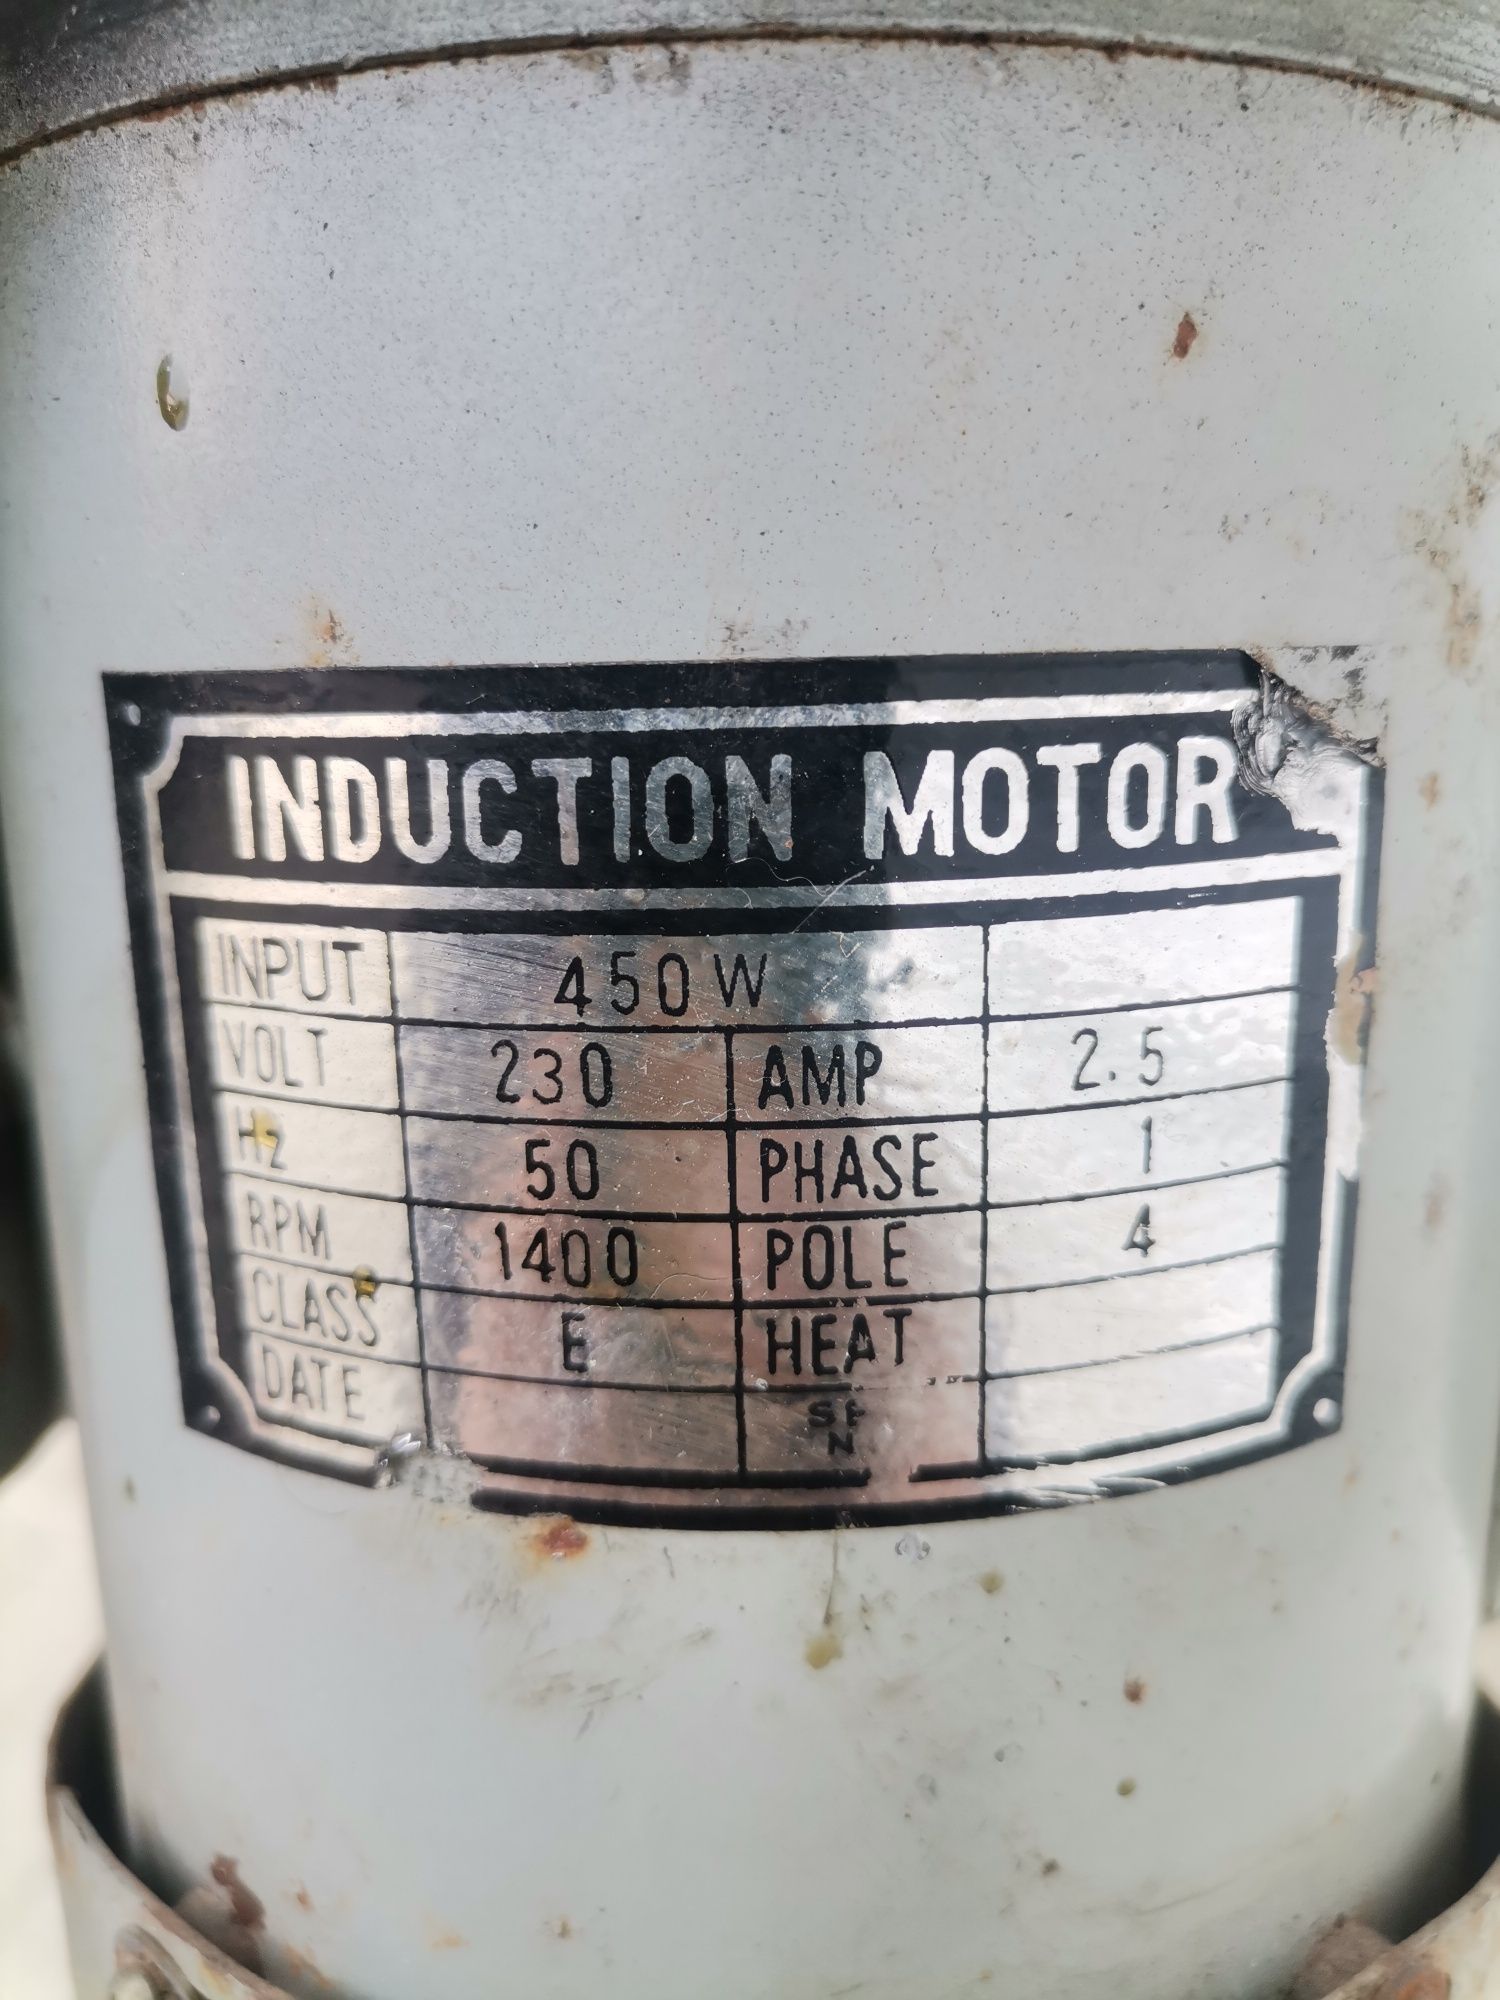 INDUCTION MOTOR
INPUT 450W
VOLT 230 AMP 2.5
Hz 50 PHASE 1
RPM 1400 POLE 4
CLASS E HEAT
DATE